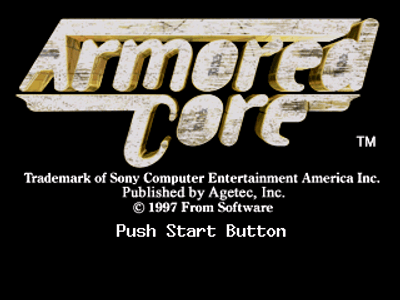 Armored
Core
TM
Trademark of Sony Computer Entertainment America Inc.
Published by Agetec, Inc.
© 1997 From Software
Push Start Button